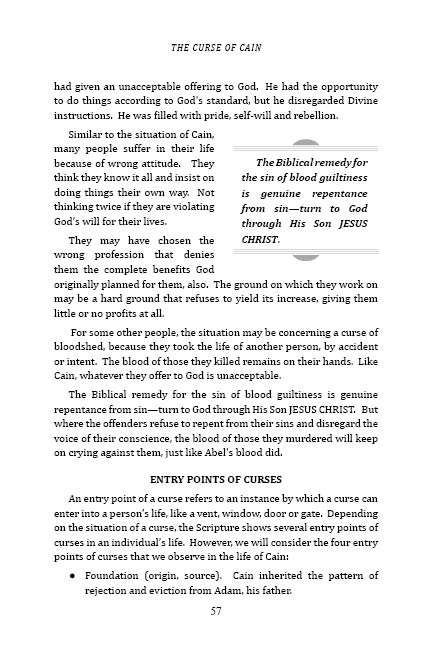 THE CURSE OF CAIN
had given an unacceptable offering to God. He had the opportunity
to do things according to God's standard, but he disregarded Divine
instructions. He was filled with pride, self-will and rebellion.
Similar to the situation of Cain,
many people suffer in their life
because of wrong attitude. They
think they know it all and insist on
doing things their own way. Not
thinking twice if they are violating
God's will for their lives.
The Biblical remedy for
the sin of blood guiltiness
is genuine repentance
from sin—turn to God
through His Son JESUS
CHRIST.
They may have chosen the
wrong profession that denies
them the complete benefits God
originally planned for them, also. The ground on which they work on
may be a hard ground that refuses to yield its increase, giving them
little or no profits at all.
For some other people, the situation may be concerning a curse of
bloodshed, because they took the life of another person, by accident
or intent. The blood of those they killed remains on their hands. Like
Cain, whatever they offer to God is unacceptable.
The Biblical remedy for the sin of blood guiltiness is genuine
repentance from sin—turn to God through His Son JESUS CHRIST. But
where the offenders refuse to repent from their sins and disregard the
voice of their conscience, the blood of those they murdered will keep
on crying against them, just like Abel's blood did.
ENTRY POINTS OF CURSES
An entry point of a curse refers to an instance by which a curse can
enter into a person's life, like a vent, window, door or gate. Depending
on the situation of a curse, the Scripture shows several entry points of
curses in an individual's life. However, we will consider the four entry
points of curses that we observe in the life of Cain:
● Foundation (origin, source). Cain inherited the pattern of
rejection and eviction from Adam, his father.
57